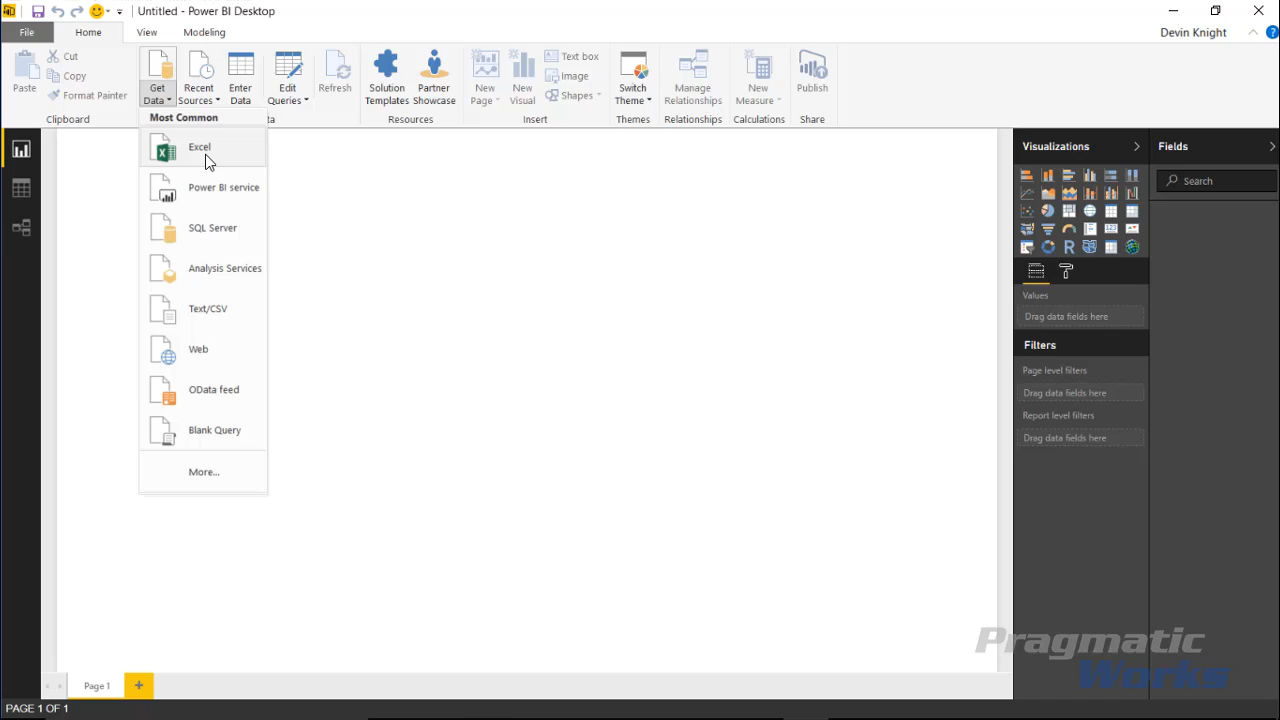 Untitled - Power BI Desktop
File
Home
View
Modeling
Devin Knight
Paste
Cut
Copy
Format Painter
Clipboard
Get Data
Recent Sources
Enter Data
Edit Queries
Refresh
Solution Templates
Partner Showcase
Resources
New Page
New Visual
Text box
Image
Shapes
Insert
Switch Theme
Themes
Manage Relationships
Relationships
New Measure
Calculations
Publish
Share
Most Common
Excel
Power BI service
SQL Server
Analysis Services
Text/CSV
Web
OData feed
Blank Query
More...
Visualizations
R
Values
Drag data fields here
Filters
Page level filters
Drag data fields here
Report level filters
Drag data fields here
Fields
Search
Pragmatic
Works
Page 1
PAGE 1 OF 1